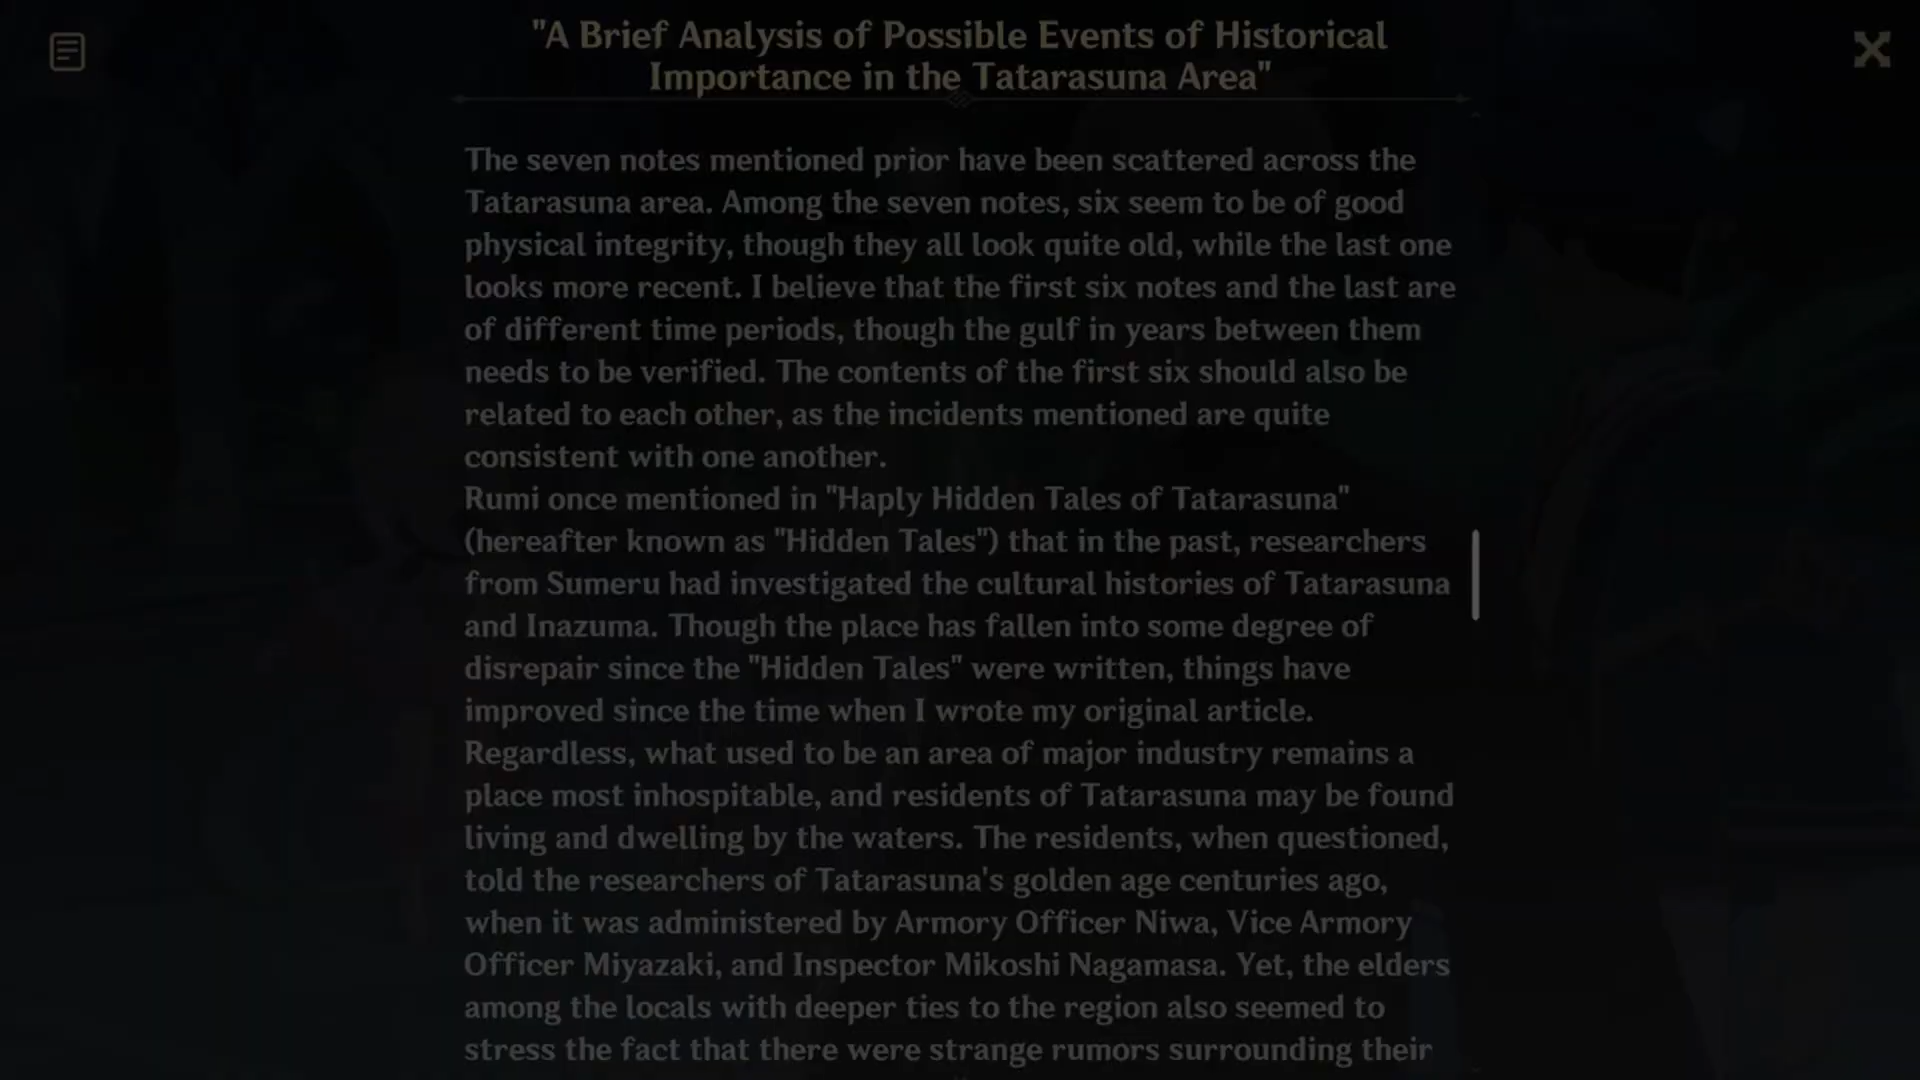 "A Brief Analysis of Possible Events of Historical
Importance in the Tatarasuna Area"
The seven notes mentioned prior have been scattered across the
Tatarasuna area. Among the seven notes, six seem to be of good
physical integrity, though they all look quite old, while the last one
looks more recent. I believe that the first six notes and the last are
of different time periods, though the gulf in years between them
needs to be verified. The contents of the first six should also be
related to each other, as the incidents mentioned are quite
consistent with one another.
Rumi once mentioned in "Haply Hidden Tales of Tatarasuna"
(hereafter known as "Hidden Tales") that in the past, researchers
from Sumeru had investigated the cultural histories of Tatarasuna
and Inazuma. Though the place has fallen into some degree of
disrepair since the "Hidden Tales" were written, things have
improved since the time when I wrote my original article.
Regardless, what used to be an area of major industry remains a
place most inhospitable, and residents of Tatarasuna may be found
living and dwelling by the waters. The residents, when questioned,
told the researchers of Tatarasuna's golden age centuries ago,
when it was administered by Armory Officer Niwa, Vice Armory
Officer Miyazaki, and Inspector Mikoshi Nagamasa. Yet, the elders
among the locals with deeper ties to the region also seemed to
stress the fact that there were strange rumors surrounding their